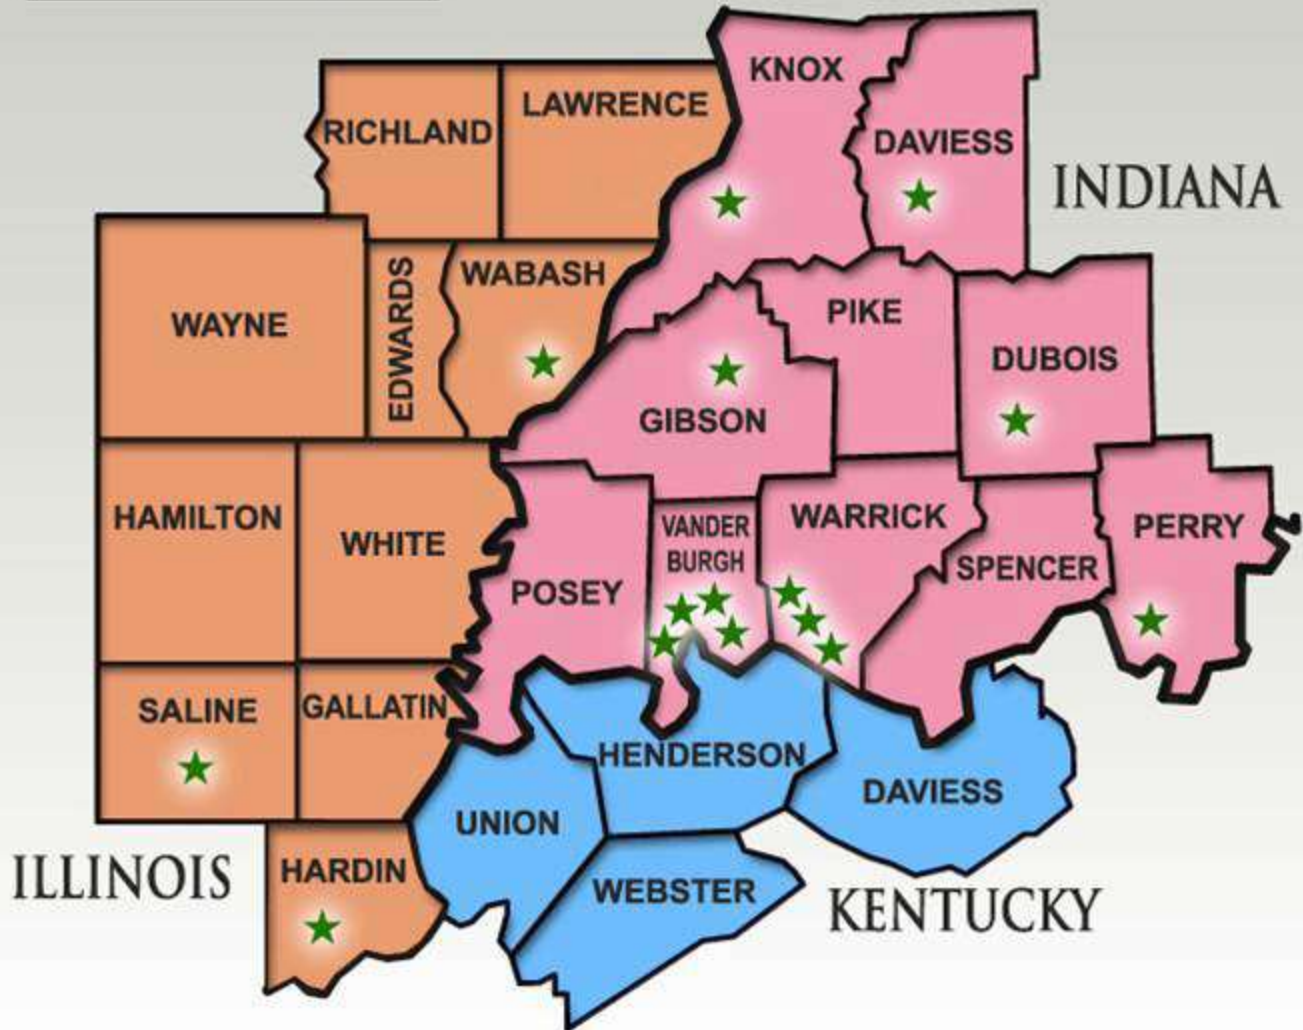 KNOX
LAWRENCE
RICHLAND
DAVIESS
INDIANA
WABASH
EDWARDS
WAYNE
PIKE
DUBOIS
GIBSON
HAMILTON
WHITE
VANDER
BURGH
WARRICK
PERRY
SPENCER
POSEY
SALINE
GALLATIN
HENDERSON
DAVIESS
UNION
HARDIN
ILLINOIS
WEBSTER
KENTUCKY